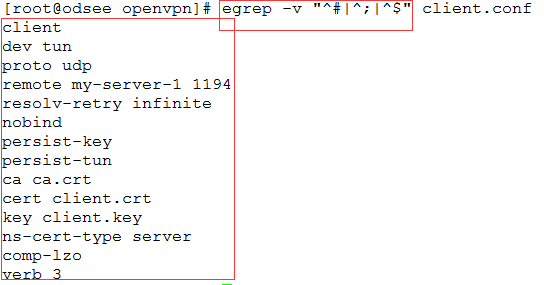 [root@odsee openvpn]# egrep -v "^#|^;|^$" client.conf
client
dev tun
proto udp
remote my-server-1 1194
resolv-retry infinite
nobind
persist-key
persist-tun
ca ca.crt
cert client.crt
key client.key
ns-cert-type server
comp-lzo
verb 3